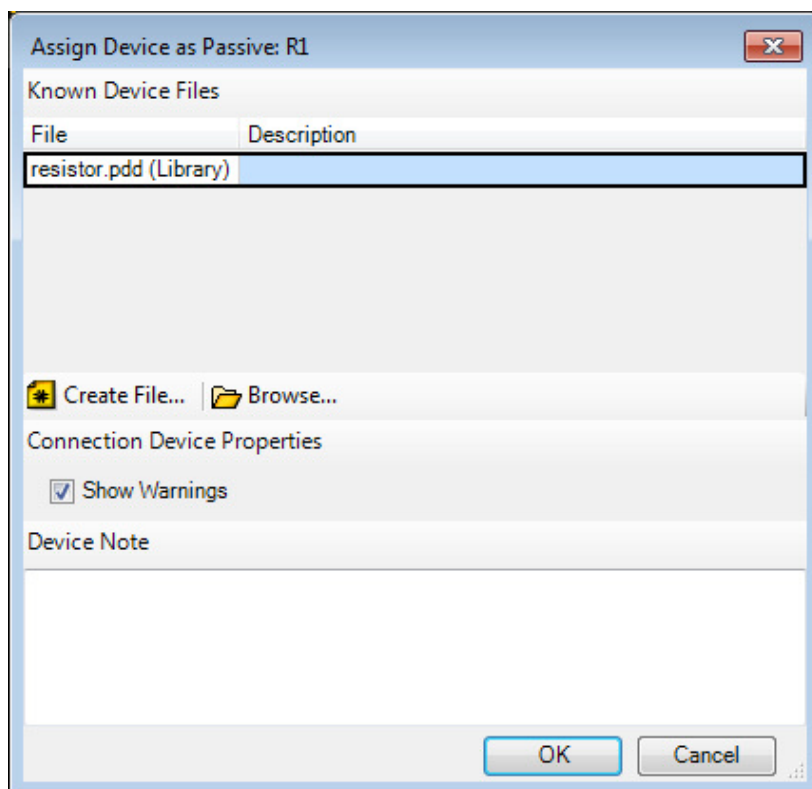 Assign Device as Passive: R1
Known Device Files
File Description
resistor.pdd (Library)
Create File... Browse...
Connection Device Properties
Show Warnings
Device Note
OK Cancel